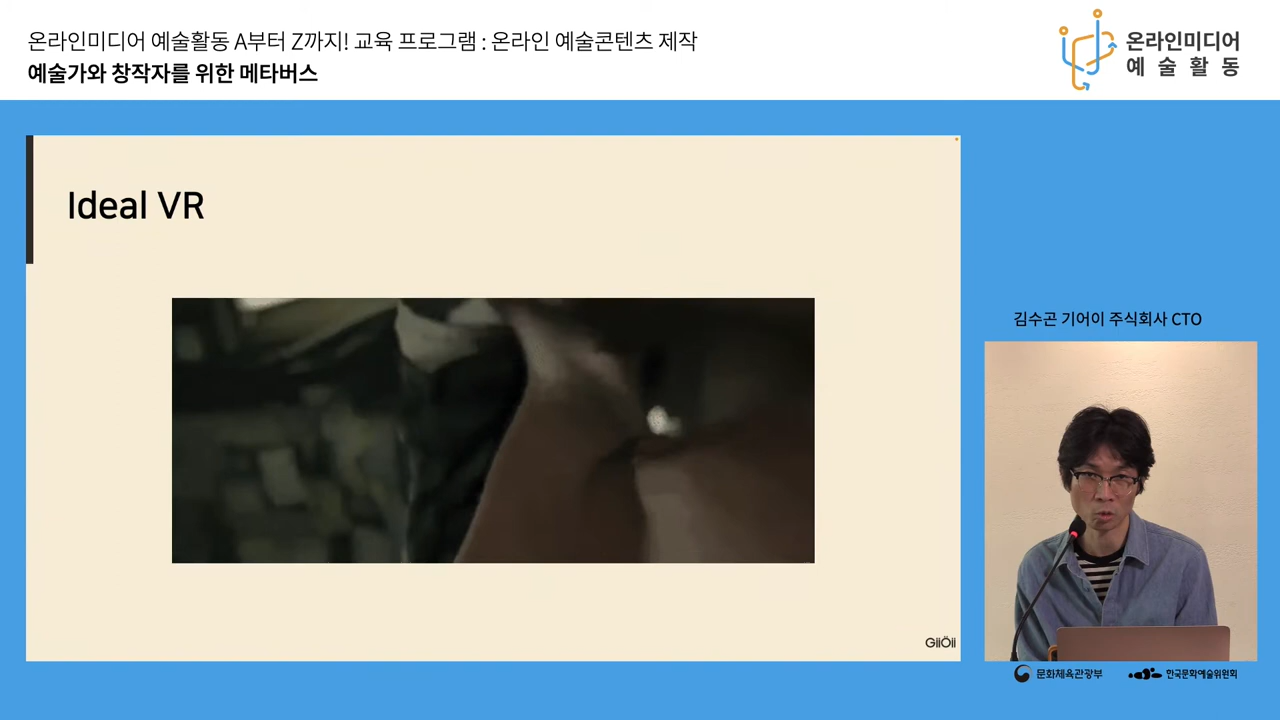 온라인미디어 예술활동 A부터 Z까지! 교육 프로그램 : 온라인 예술콘텐츠 제작
예술가와 창작자를 위한 메타버스
온라인미디어
예술활동
Ideal VR
김수곤 기어이 주식회사 CTO
GiiÖii
문화체육관광부
한국문화예술위원회